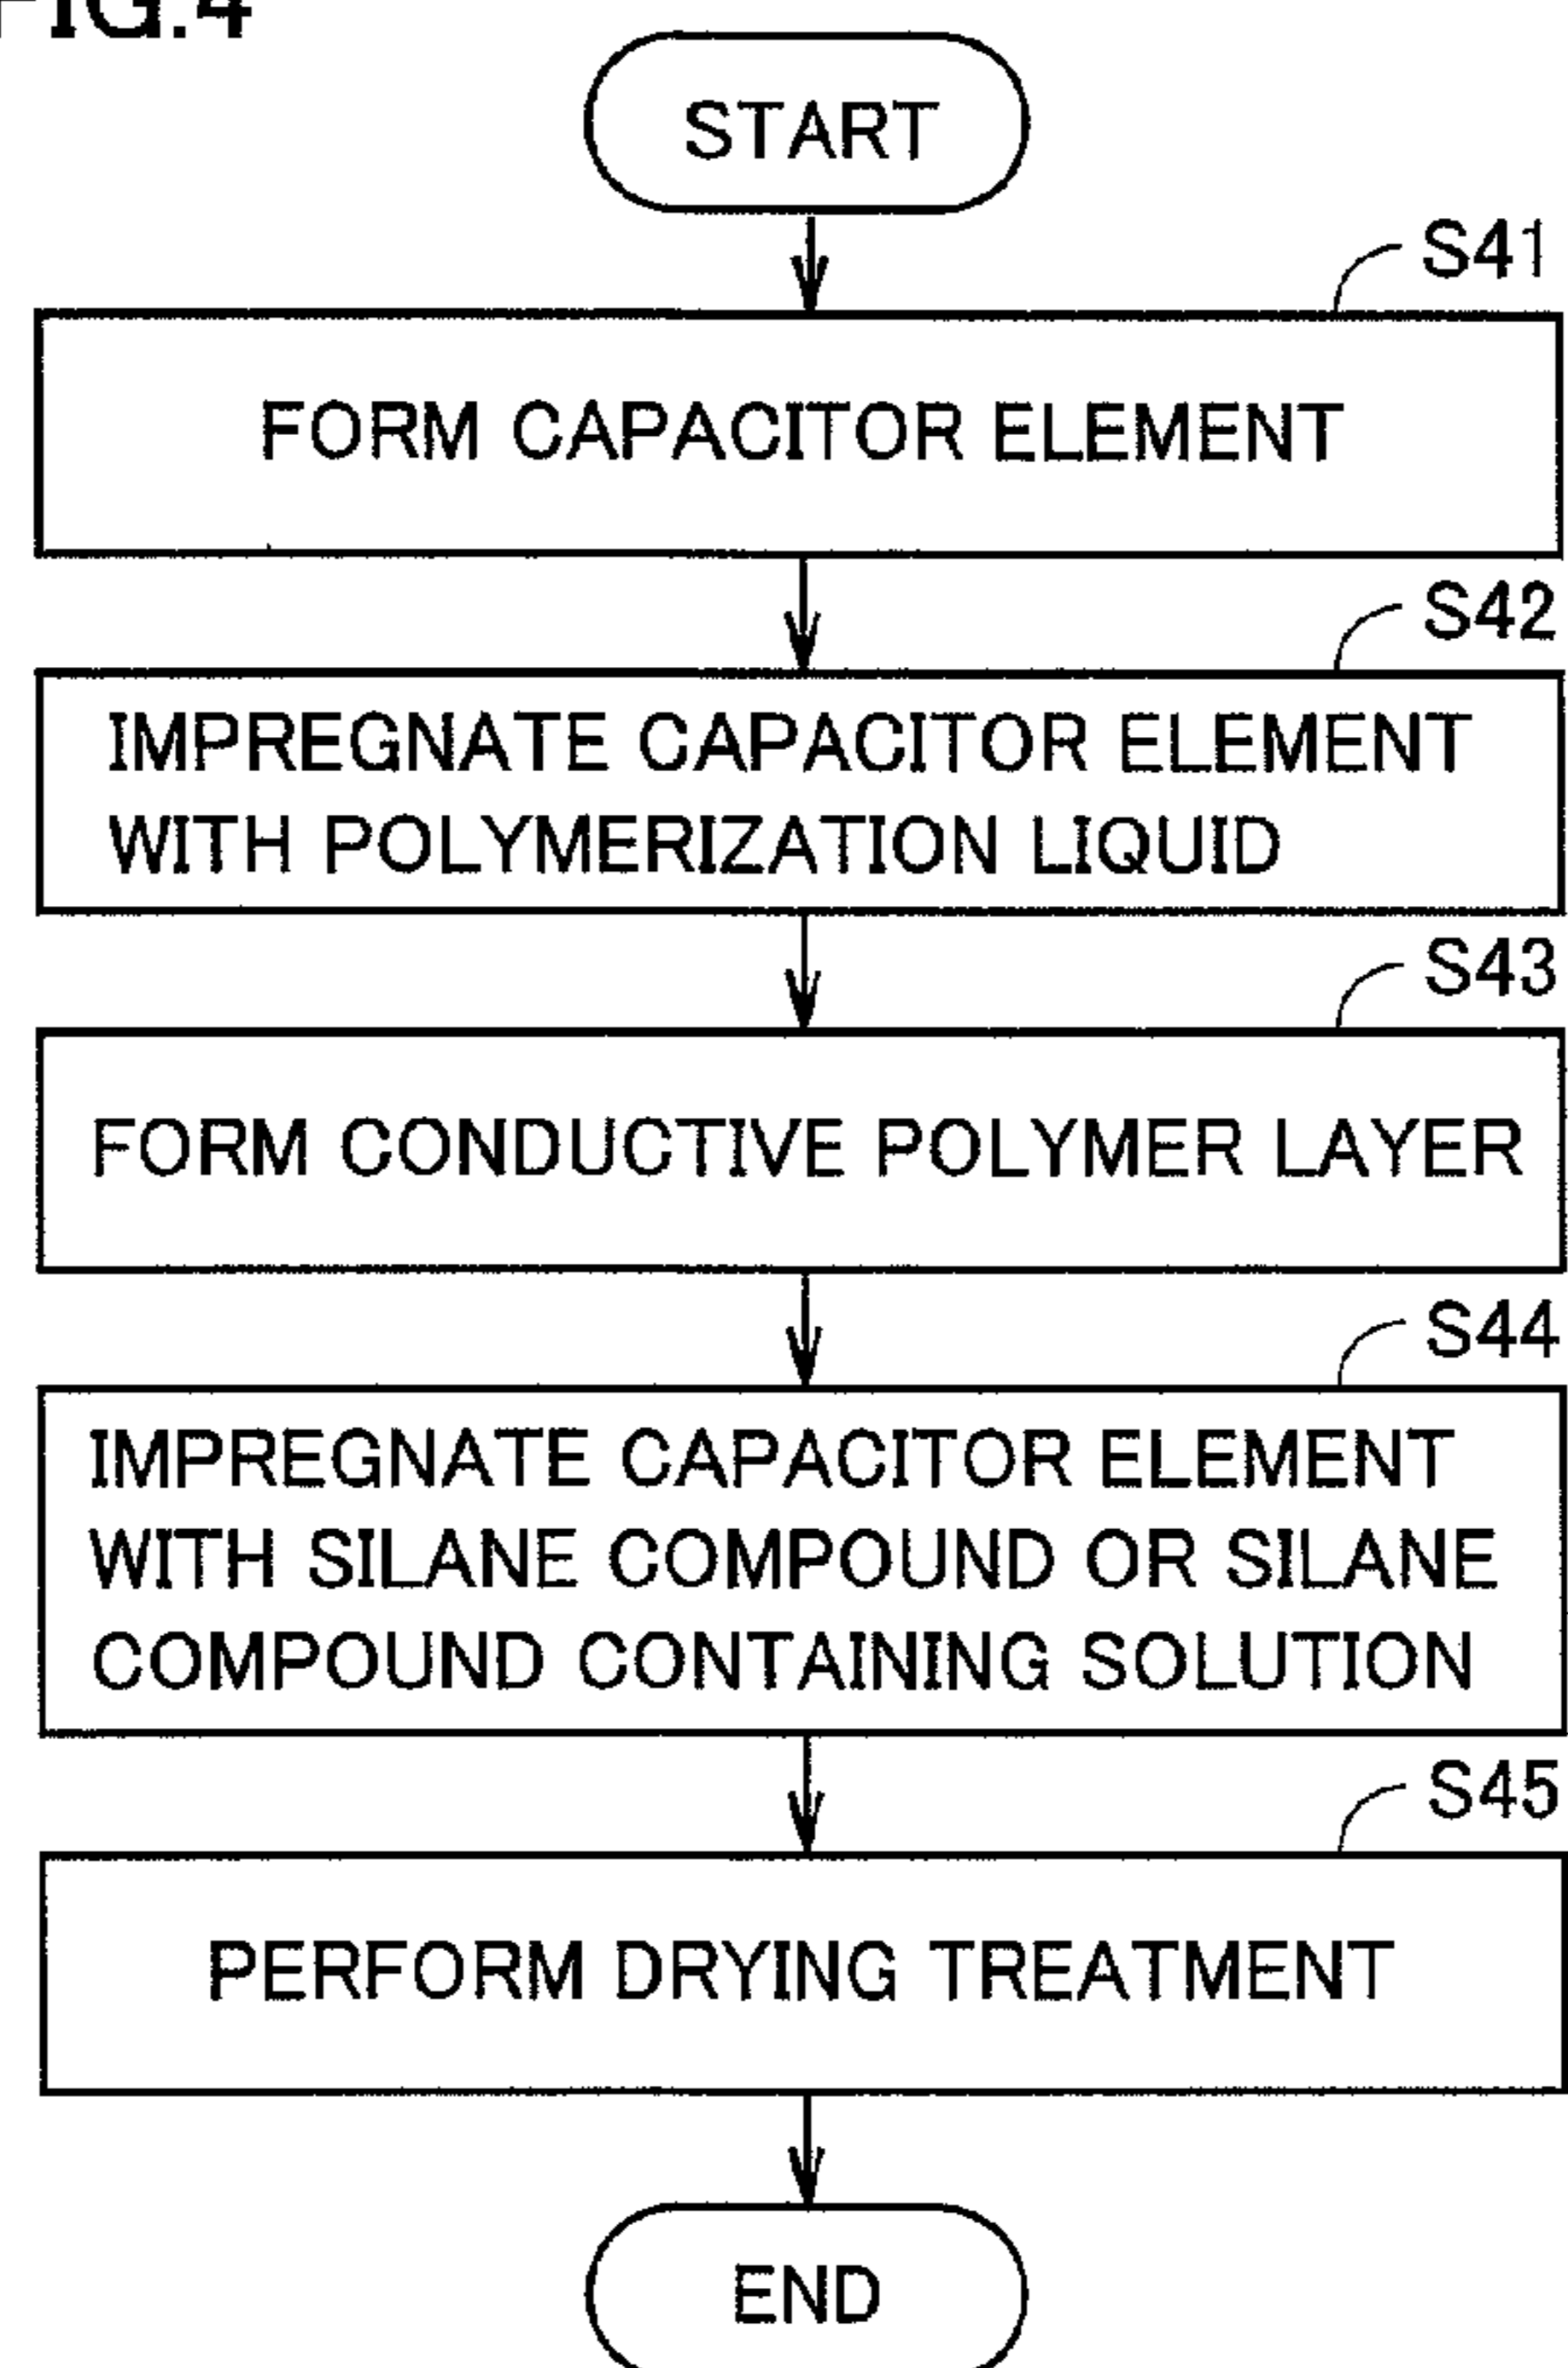 FIG.4
START
S41
FORM CAPACITOR ELEMENT
S42
IMPREGNATE CAPACITOR ELEMENT
WITH POLYMERIZATION LIQUID
S43
FORM CONDUCTIVE POLYMER LAYER
S44
IMPREGNATE CAPACITOR ELEMENT
WITH SILANE COMPOUND OR SILANE
COMPOUND CONTAINING SOLUTION
S45
PERFORM DRYING TREATMENT
END